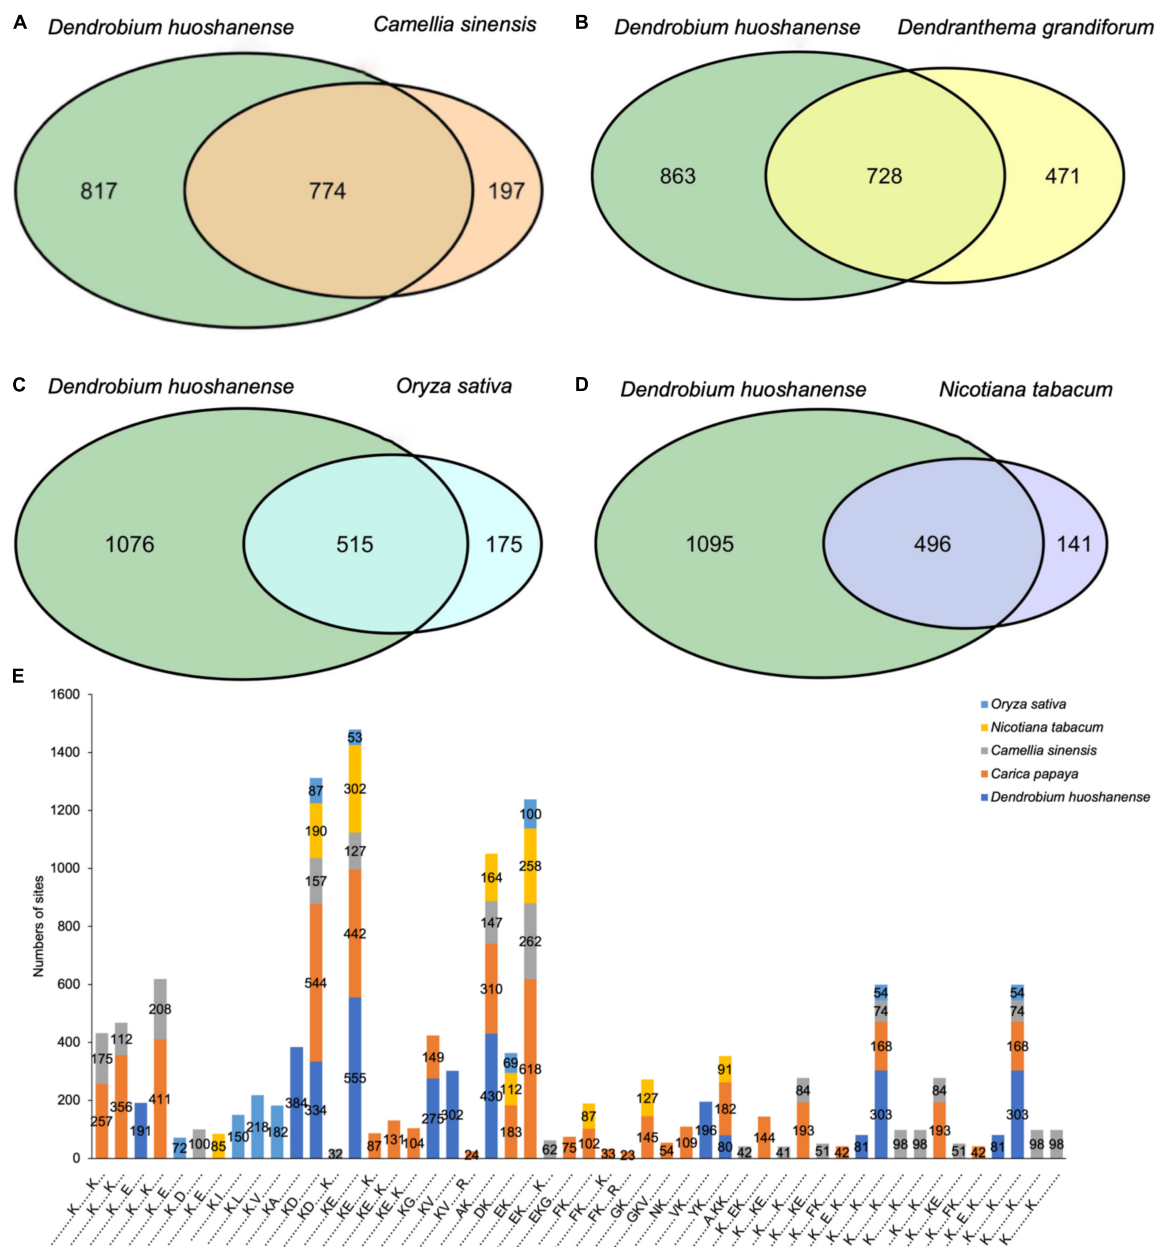 A Dendrobium huoshanense Camellia sinensis
817 774 197
B Dendrobium huoshanense Dendranthema grandiforum
863 728 471
C Dendrobium huoshanense Oryza sativa
1076 515 175
D Dendrobium huoshanense Nicotiana tabacum
1095 496 141
E
Numbers of sites
1600
1400
1200
1000
800
600
400
200
0
Oryza sativa
Nicotiana tabacum
Camellia sinensis
Carica papaya
Dendrobium huoshanense
257 175
356 112
191
411 208
72
100
85
150
218
182
384
334 544 157 190 87
32
555 442 127 302 53
87
131
104
275 149
302
24
430 310 147 164
183 112 69
618 262 258 100
62
75
102 87
33
23
145 127
54
109
196
80 182 91
42
144
41
193 84
51
42
81
303 168 74 54
98
98
193 84
51
42
81
303 168 74 54
98
98